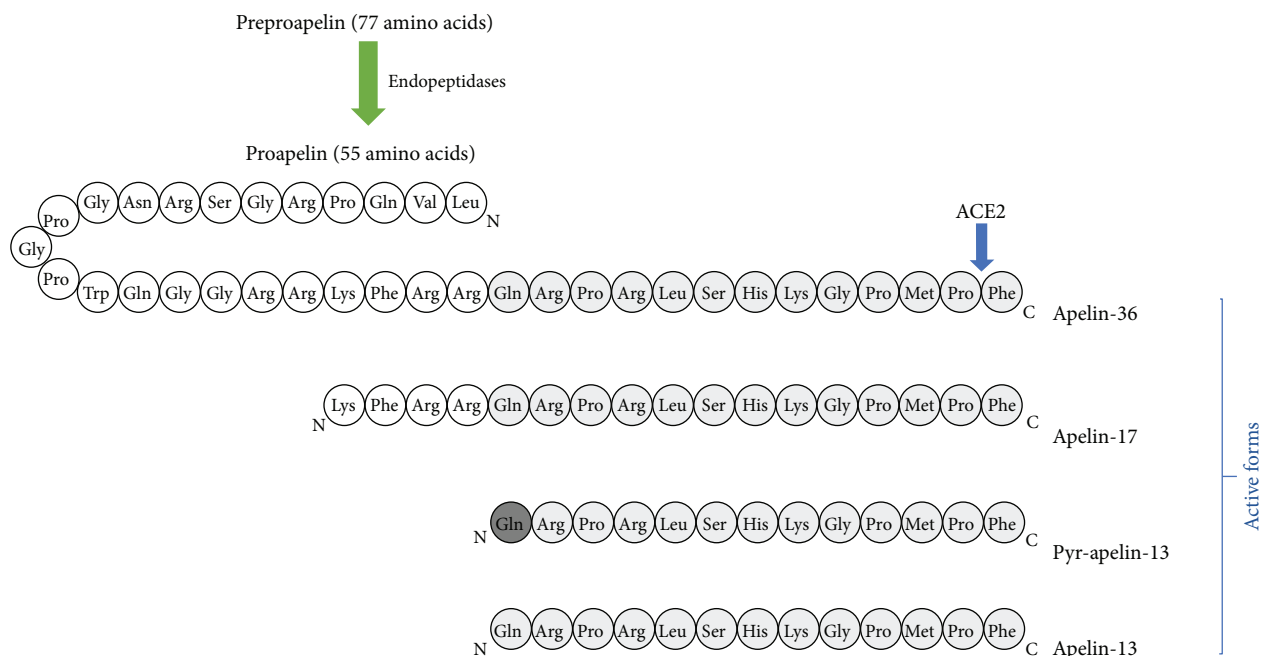 Preproapelin (77 amino acids)
Endopeptidases
Proapelin (55 amino acids)
Gly Asn Arg Ser Gly Arg Pro Gln Val Leu
N
Pro
Gly
Pro
ACE2
Trp Gln Gly Gly Arg Arg Lys Phe Arg Arg Gln Arg Pro Arg Leu Ser His Lys Gly Pro Met Pro Phe
C Apelin-36
Lys Phe Arg Arg Gln Arg Pro Arg Leu Ser His Lys Gly Pro Met Pro Phe
N C Apelin-17
Gln Arg Pro Arg Leu Ser His Lys Gly Pro Met Pro Phe
N C Pyr-apelin-13
Gln Arg Pro Arg Leu Ser His Lys Gly Pro Met Pro Phe
N C Apelin-13
Active forms